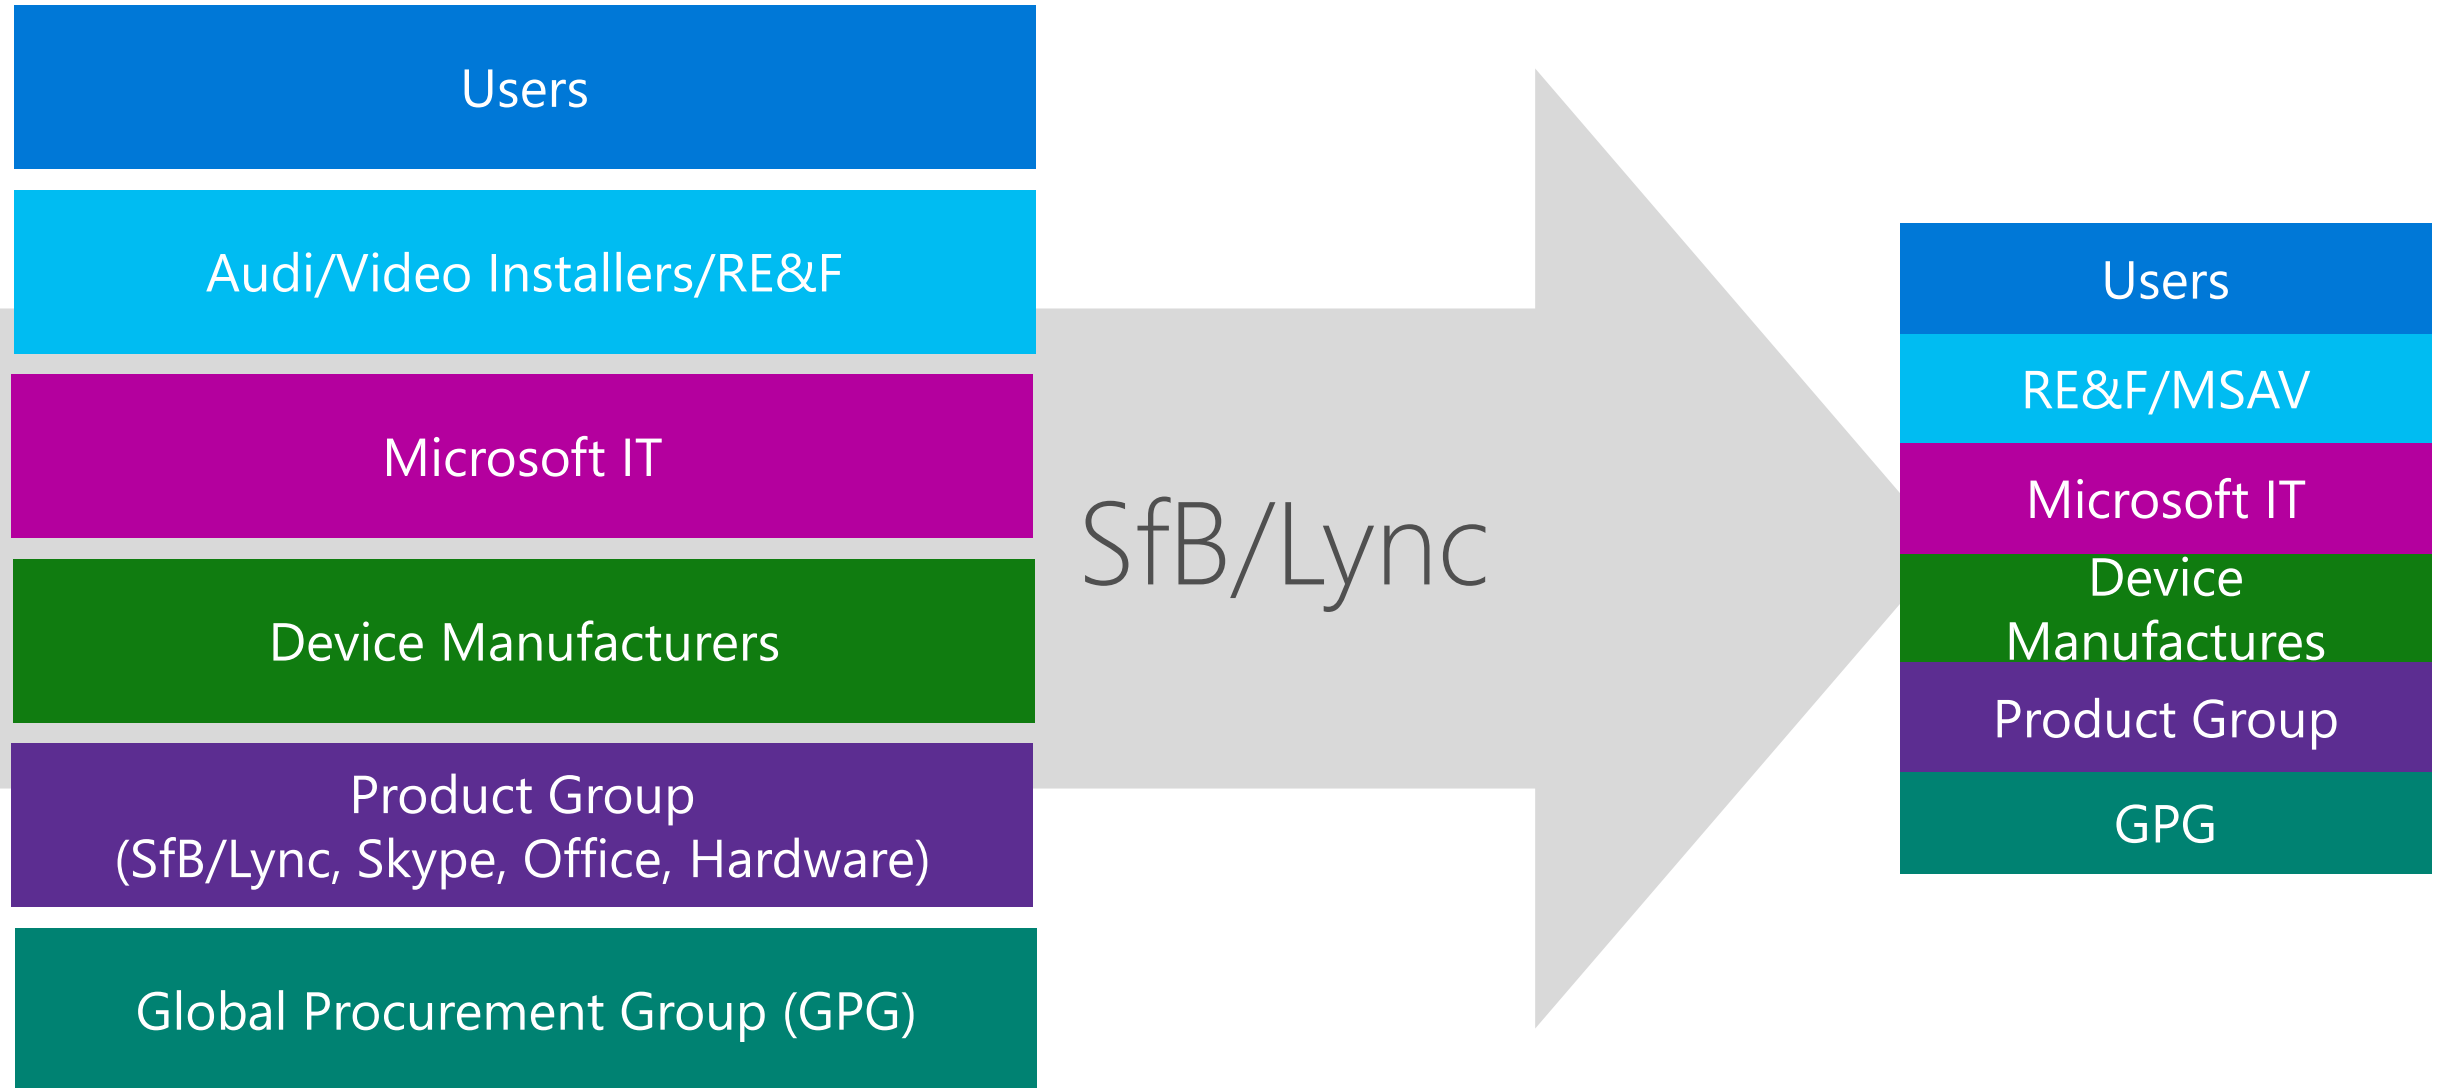 Users
Audi/Video Installers/RE&F
Microsoft IT
Device Manufacturers
Product Group
(SfB/Lync, Skype, Office, Hardware)
Global Procurement Group (GPG)
SfB/Lync
Users
RE&F/MSAV
Microsoft IT
Device
Manufactures
Product Group
GPG